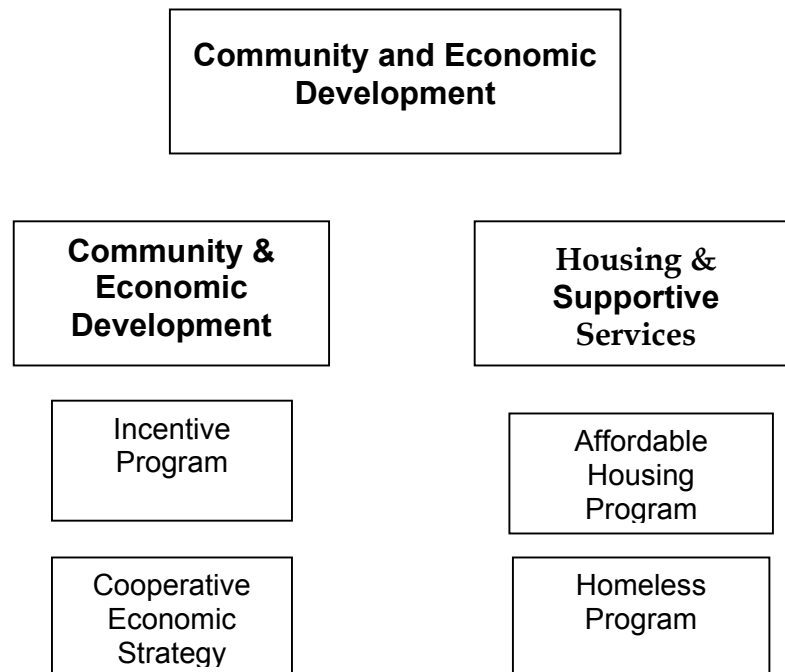 Community and Economic
Development
Community &
Economic
Development
Housing &
Supportive
Services
Incentive
Program
Affordable
Housing
Program
Cooperative
Economic
Strategy
Homeless
Program